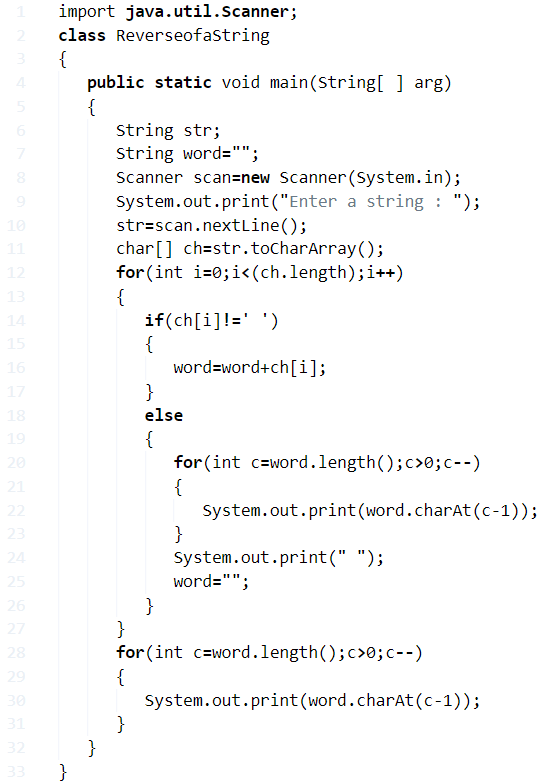 1 import java.util.Scanner;
2 class ReverseofaString
3 {
4 public static void main(String[ ] arg)
5 {
6 String str;
7 String word="";
8 Scanner scan=new Scanner(System.in);
9 System.out.print("Enter a string : ");
10 str=scan.nextLine();
11 char[] ch=str.toCharArray();
12 for(int i=0;i<(ch.length);i++)
13 {
14 if(ch[i]!=' ')
15 {
16 word=word+ch[i];
17 }
18 else
19 {
20 for(int c=word.length();c>0;c--)
21 {
22 System.out.print(word.charAt(c-1));
23 }
24 System.out.print(" ");
25 word="";
26 }
27 }
28 for(int c=word.length();c>0;c--)
29 {
30 System.out.print(word.charAt(c-1));
31 }
32 }
33 }